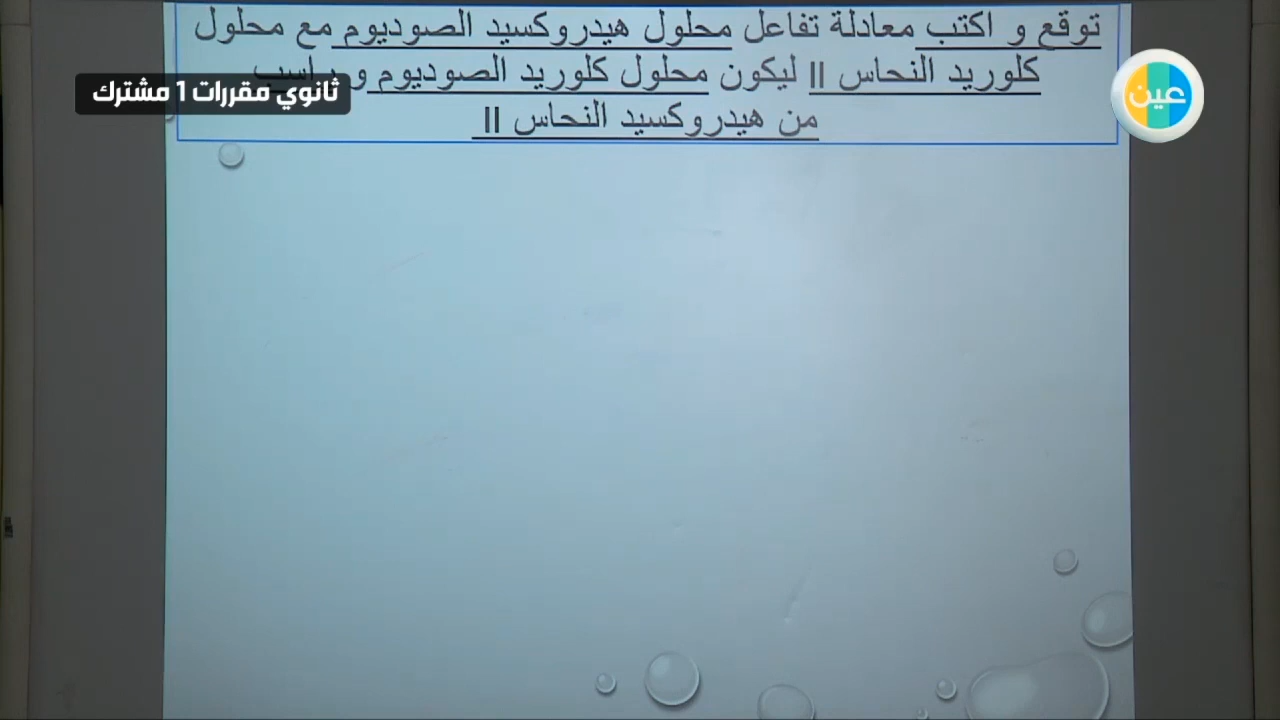 توقع و اكتب معادلة تفاعل محلول هيدروكسيد الصوديوم مع محلول
كلوريد النحاس II ليكون محلول كلوريد الصوديوم و راسب
من هيدروكسيد النحاس II
ثانوي مقررات 1 مشترك
عين